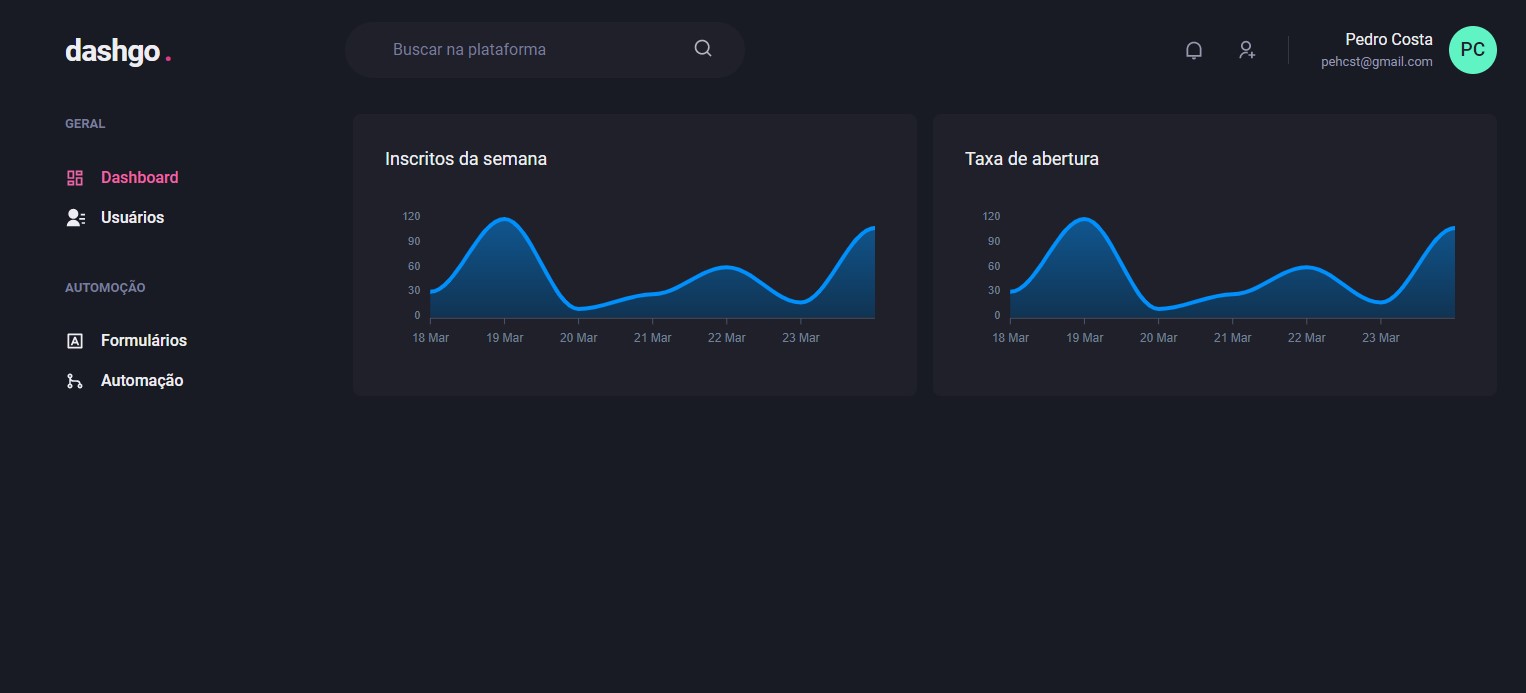 dashgo.
Buscar na plataforma
Pedro Costa
pehcst@gmail.com
PC
GERAL
Dashboard
Usuários
AUTOMOÇÃO
Formulários
Automação
Inscritos da semana
120
90
60
30
0
18 Mar 19 Mar 20 Mar 21 Mar 22 Mar 23 Mar
Taxa de abertura
120
90
60
30
0
18 Mar 19 Mar 20 Mar 21 Mar 22 Mar 23 Mar